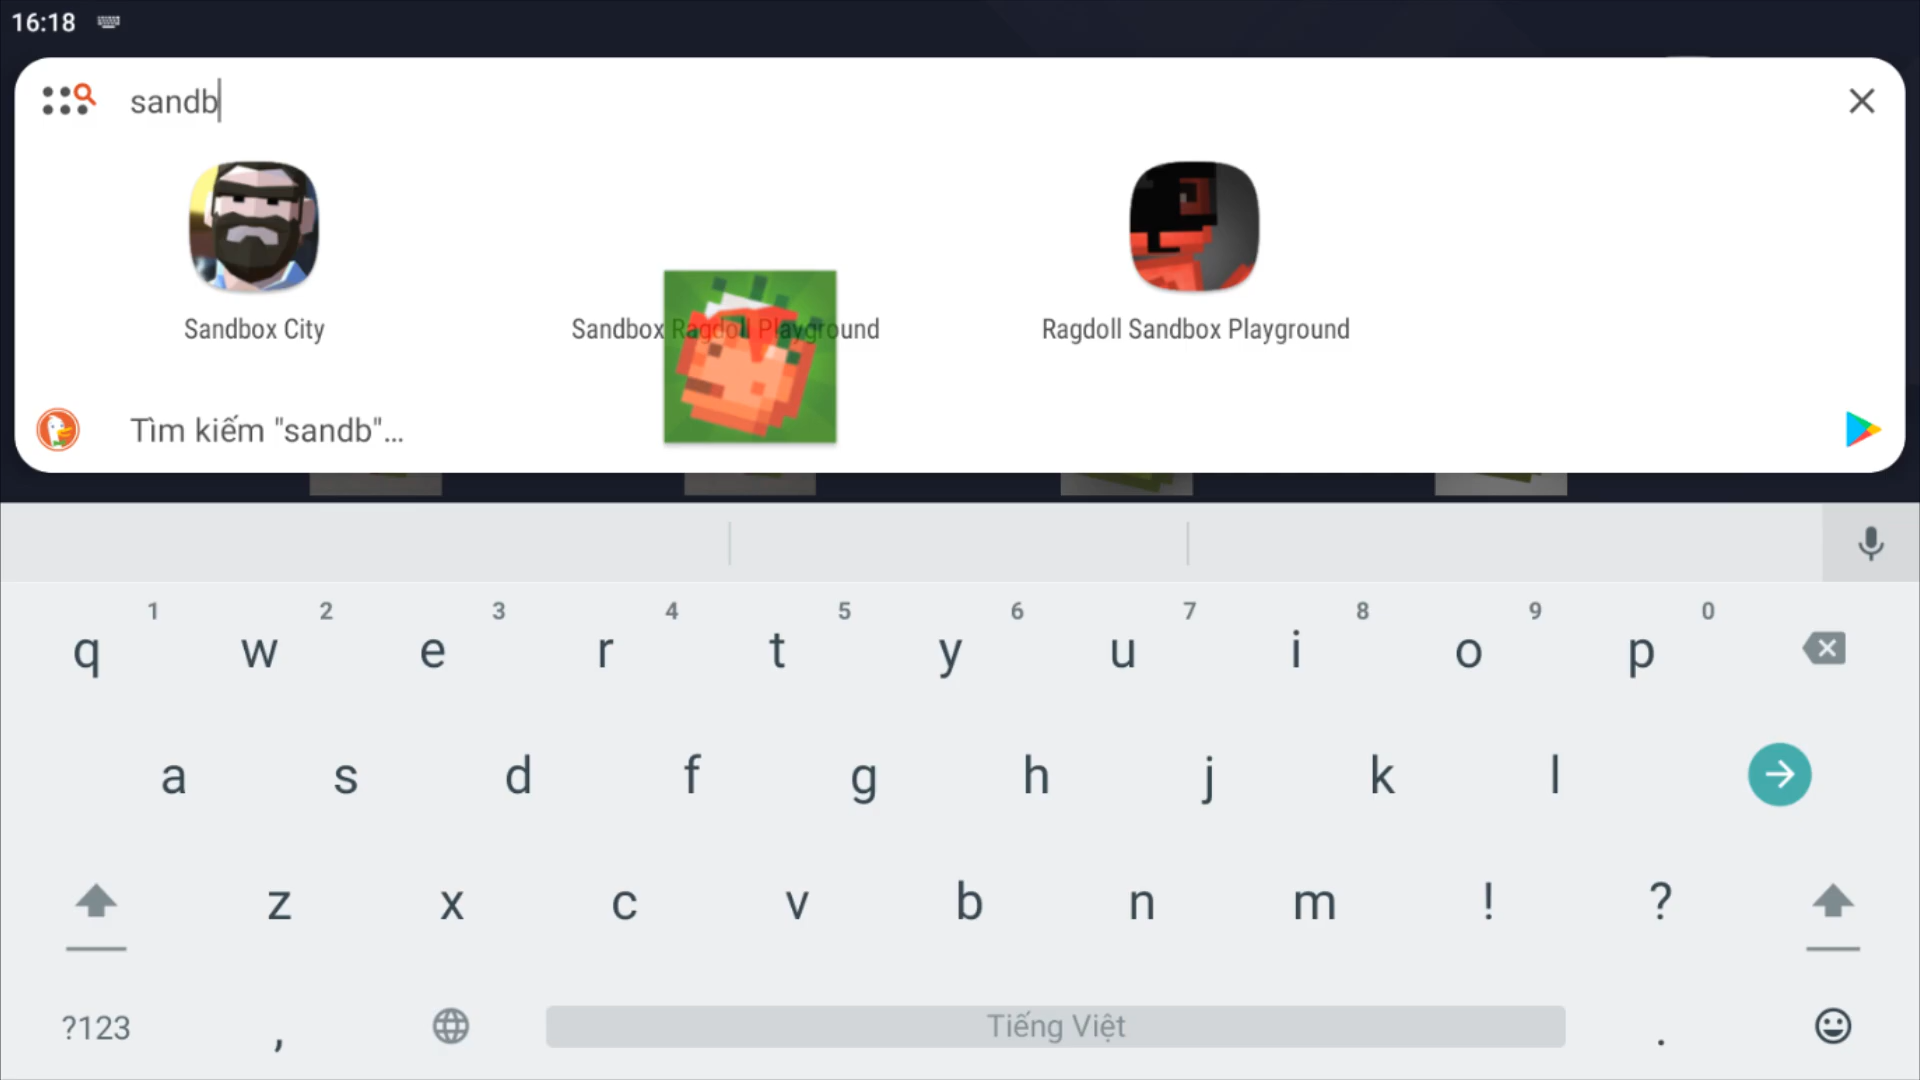 16:18
sandb
Sandbox City
Sandbox Ragdoll Playground
Ragdoll Sandbox Playground
Tìm kiếm "sandb"...
1 2 3 4 5 6 7 8 9 0
q w e r t y u i o p
a s d f g h j k l
z x c v b n m ! ?
?123 , Tiếng Việt .